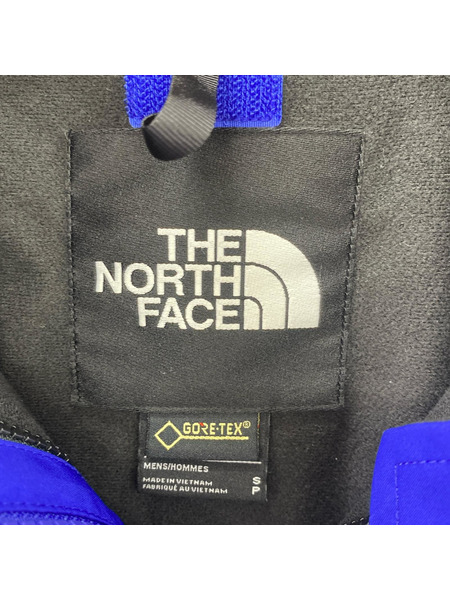 THE
NORTH
FACE
GORE-TEX®
MENS/HOMMES
MADE IN VIETNAM S
FABRIQUÉ AU VIETNAM P